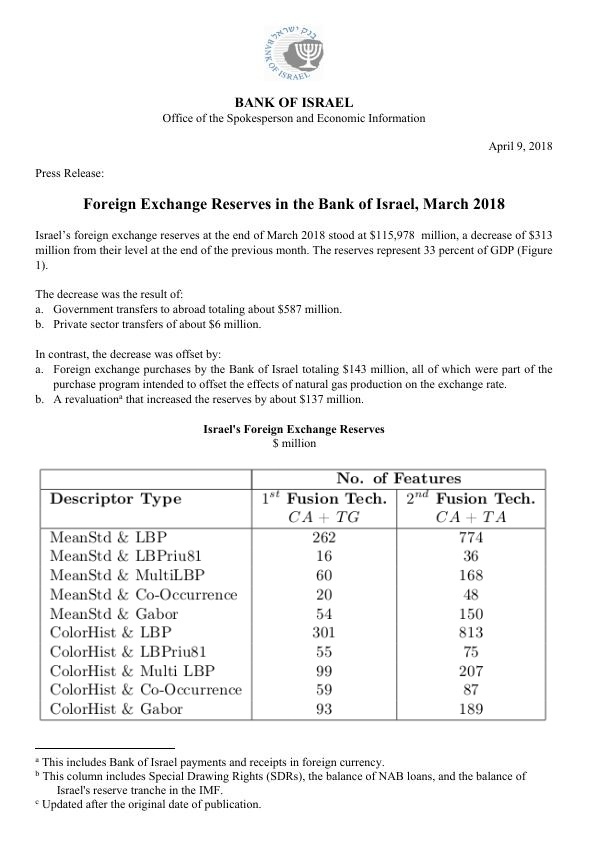 בנק ישראל
BANK OF ISRAEL
BANK OF ISRAEL
Office of the Spokesperson and Economic Information
April 9, 2018
Press Release:
Foreign Exchange Reserves in the Bank of Israel, March 2018
Israel's foreign exchange reserves at the end of March 2018 stood at $115,978 million, a decrease of $313
million from their level at the end of the previous month. The reserves represent 33 percent of GDP (Figure
1).
The decrease was the result of:
a. Government transfers to abroad totaling about $587 million.
b. Private sector transfers of about $6 million.
In contrast, the decrease was offset by:
a. Foreign exchange purchases by the Bank of Israel totaling $143 million, all of which were part of the
purchase program intended to offset the effects of natural gas production on the exchange rate.
b. A revaluationᵃ that increased the reserves by about $137 million.
Israel's Foreign Exchange Reserves
$ million
No. of Features
Descriptor Type 1ˢᵗ Fusion Tech. 2ⁿᵈ Fusion Tech.
CA + TG CA + TA
MeanStd & LBP 262 774
MeanStd & LBPriu81 16 36
MeanStd & MultiLBP 60 168
MeanStd & Co-Occurrence 20 48
MeanStd & Gabor 54 150
ColorHist & LBP 301 813
ColorHist & LBPriu81 55 75
ColorHist & Multi LBP 99 207
ColorHist & Co-Occurrence 59 87
ColorHist & Gabor 93 189
ᵃ This includes Bank of Israel payments and receipts in foreign currency.
ᵇ This column includes Special Drawing Rights (SDRs), the balance of NAB loans, and the balance of
Israel's reserve tranche in the IMF.
ᶜ Updated after the original date of publication.